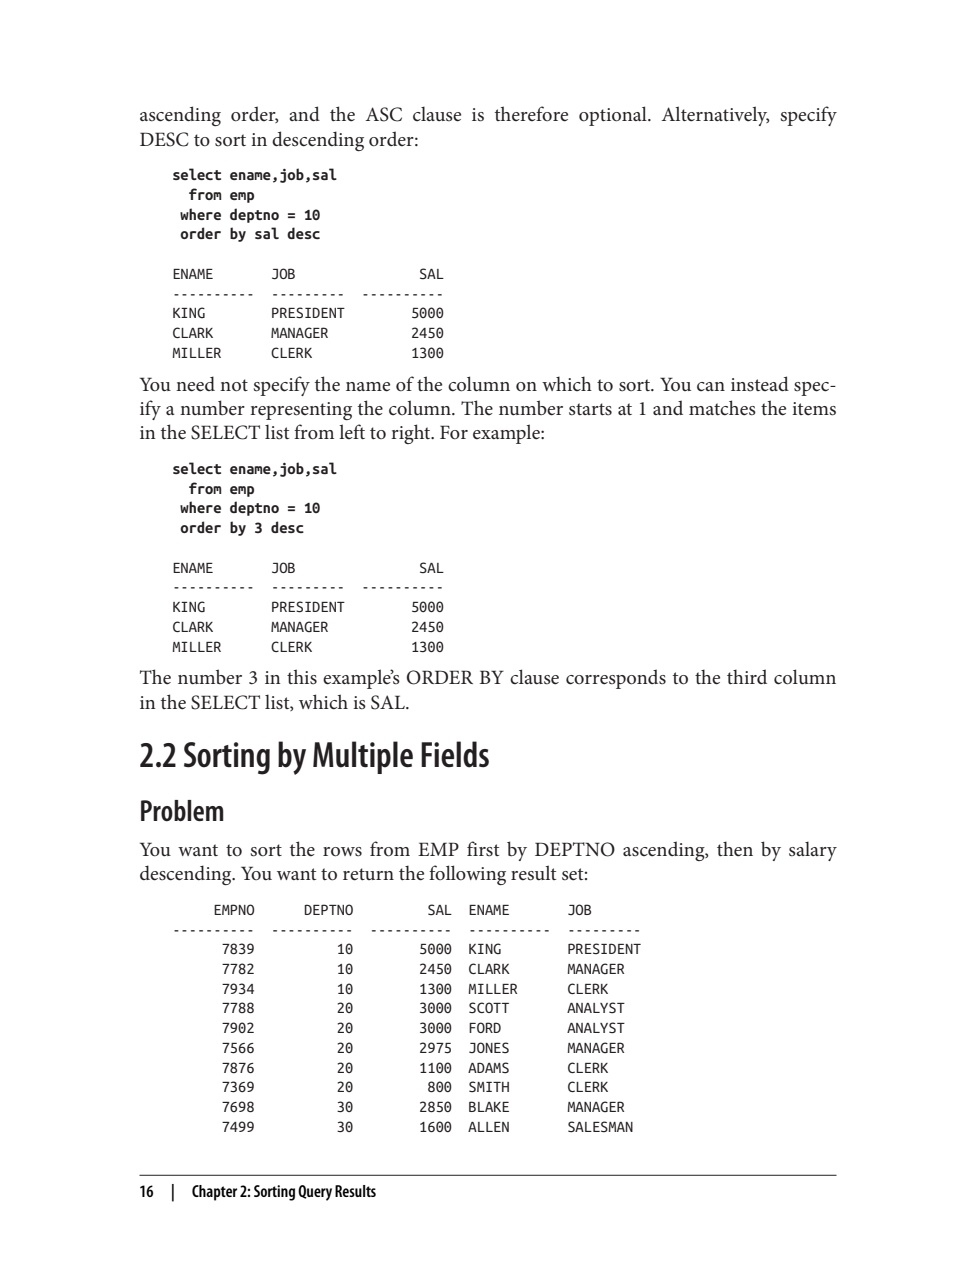 ascending order, and the ASC clause is therefore optional. Alternatively, specify
DESC to sort in descending order:
select ename,job,sal
  from emp
 where deptno = 10
 order by sal desc
ENAME       JOB               SAL
---------- --------- ----------
KING        PRESIDENT        5000
CLARK       MANAGER          2450
MILLER      CLERK            1300
You need not specify the name of the column on which to sort. You can instead spec-
ify a number representing the column. The number starts at 1 and matches the items
in the SELECT list from left to right. For example:
select ename,job,sal
  from emp
 where deptno = 10
 order by 3 desc
ENAME       JOB               SAL
---------- --------- ----------
KING        PRESIDENT        5000
CLARK       MANAGER          2450
MILLER      CLERK            1300
The number 3 in this example’s ORDER BY clause corresponds to the third column
in the SELECT list, which is SAL.
2.2 Sorting by Multiple Fields
Problem
You want to sort the rows from EMP first by DEPTNO ascending, then by salary
descending. You want to return the following result set:
     EMPNO      DEPTNO         SAL  ENAME       JOB
---------- ---------- ---------- ---------- ---------
      7839          10        5000  KING        PRESIDENT
      7782          10        2450  CLARK       MANAGER
      7934          10        1300  MILLER      CLERK
      7788          20        3000  SCOTT       ANALYST
      7902          20        3000  FORD        ANALYST
      7566          20        2975  JONES       MANAGER
      7876          20        1100  ADAMS       CLERK
      7369          20         800  SMITH       CLERK
      7698          30        2850  BLAKE       MANAGER
      7499          30        1600  ALLEN       SALESMAN
16 | Chapter 2: Sorting Query Results